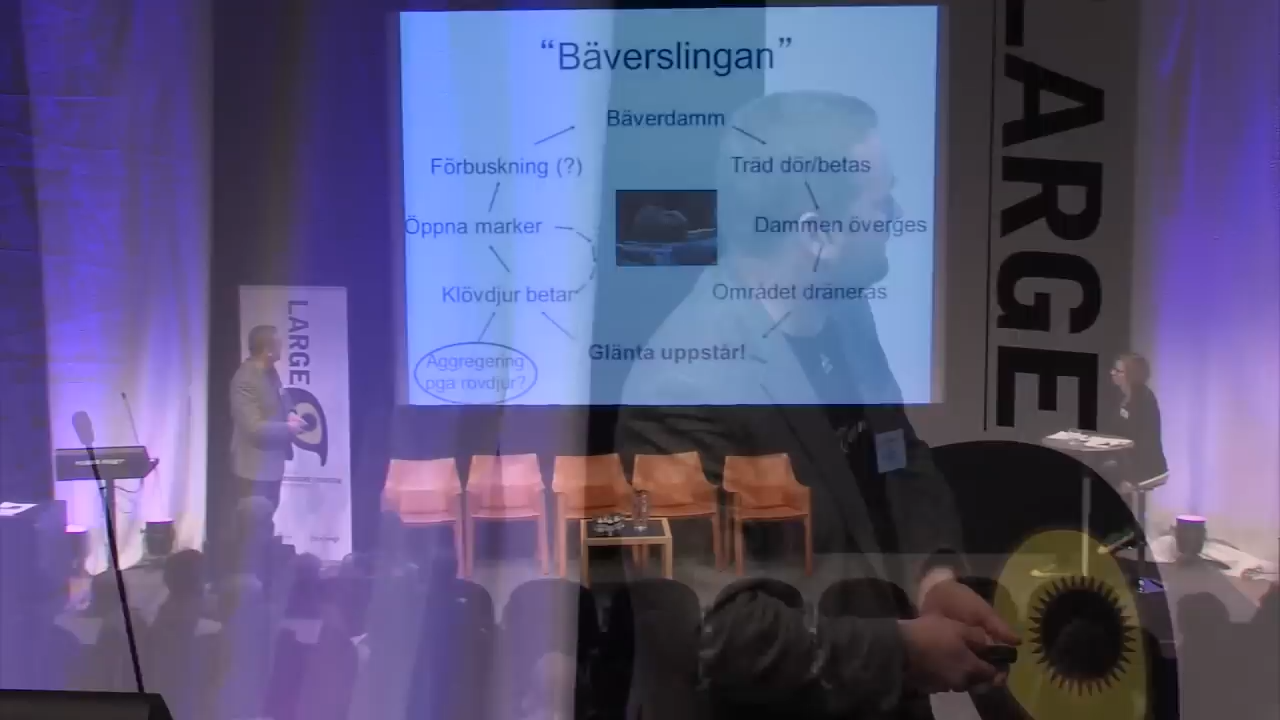 “Bäverslingan”
Bäverdamm
Förbuskning (?)
Träd dör/betas
Öppna marker
Dammen överges
Klövdjur betar
Området dräneras
Glänta uppstår!
Aggregering
pga rovdjur?
LARGE
LARGE